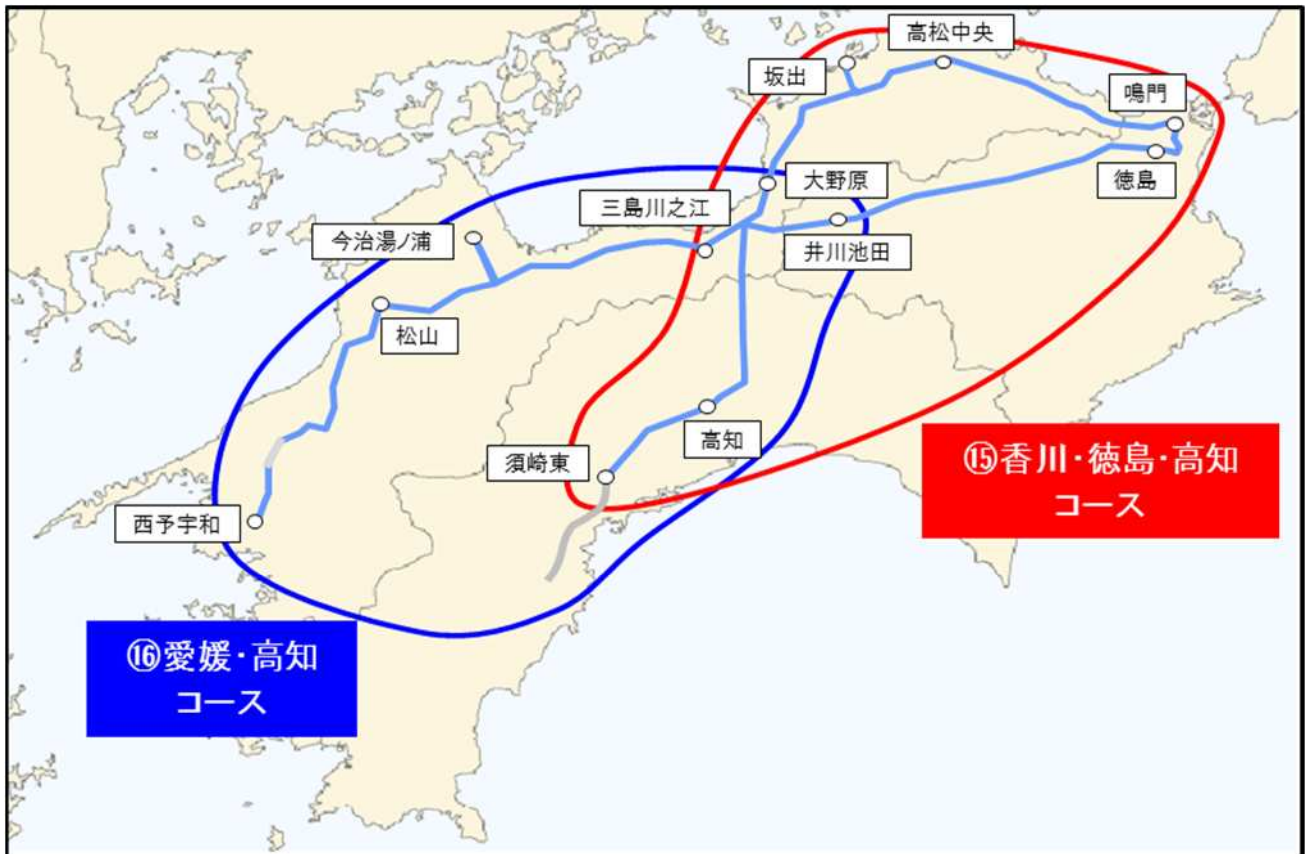 高松中央
坂出
鳴門
徳島
大野原
三島川之江
井川池田
今治湯ノ浦
松山
高知
須崎東
西予宇和
⑮香川・徳島・高知
コース
⑯愛媛・高知
コース